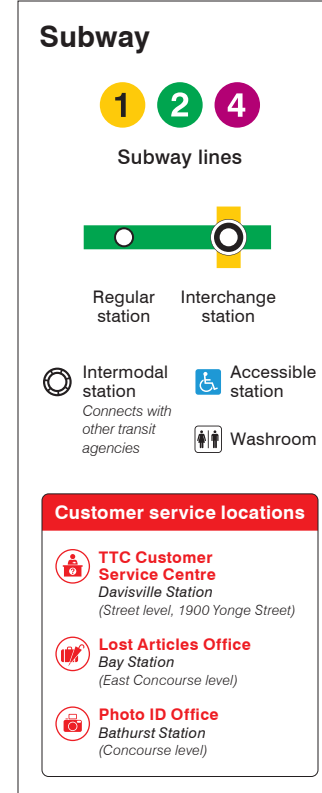 Subway
1 2 4
Subway lines
Regular station
Interchange station
Intermodal station
Connects with
other transit
agencies
Accessible station
Washroom
Customer service locations
?
TTC Customer
Service Centre
Davisville Station
(Street level, 1900 Yonge Street)
Lost Articles Office
Bay Station
(East Concourse level)
Photo ID Office
Bathurst Station
(Concourse level)